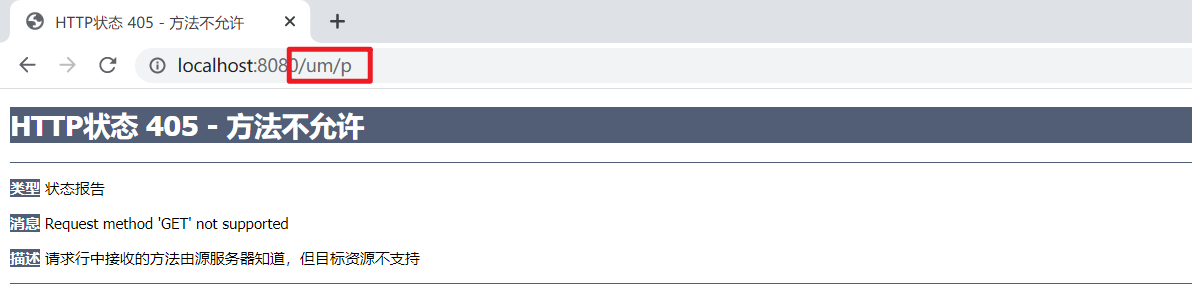 HTTP状态 405 - 方法不允许
localhost:8080/um/p
HTTP状态 405 - 方法不允许
类型 状态报告
消息 Request method 'GET' not supported
描述 请求行中接收的方法由源服务器知道，但目标资源不支持